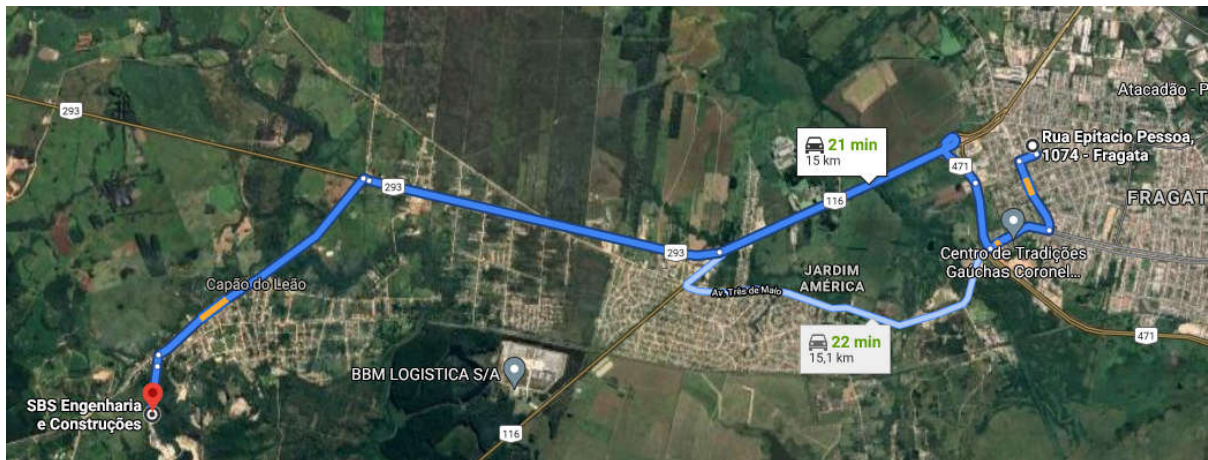 293
Atacadão - P
21 min
15 km
Rua Epitacio Pessoa,
1074 - Fragata
471
293
116
FRAGAT
293
Centro de Tradições
Gaúchas Coronel...
JARDIM
AMÉRICA
Capão do Leão
Av. Três de Maio
22 min
15,1 km
471
BBM LOGISTICA S/A
SBS Engenharia
e Construções
116